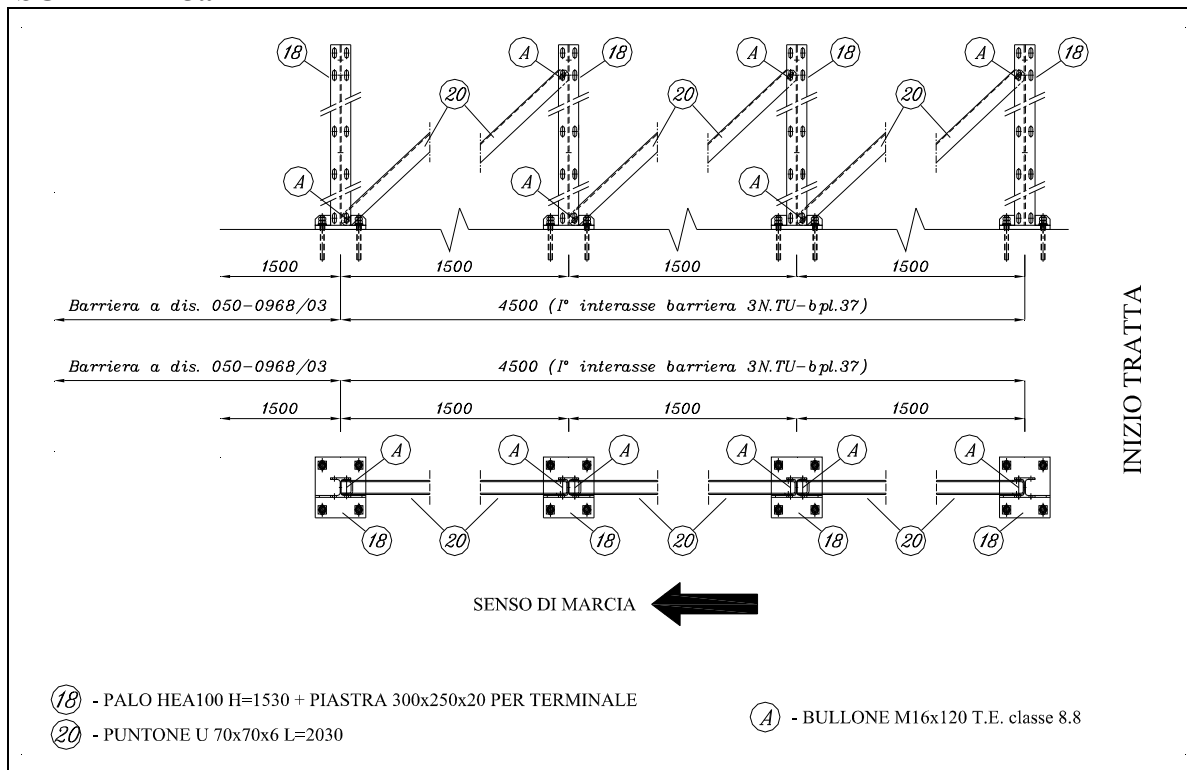 18 A 18 A 18 A 18
20 20 20
A A A
1500 1500 1500 1500
Barriera a dis. 050-0968/03 4500 (I° interasse barriera 3N.TU-bpl.37)
Barriera a dis. 050-0968/03 4500 (I° interasse barriera 3N.TU-bpl.37)
1500 1500 1500 1500
A A A A A A
18 20 18 20 18 20 18
INIZIO TRATTA
SENSO DI MARCIA
18 - PALO HEA100 H=1530 + PIASTRA 300x250x20 PER TERMINALE
20 - PUNTONE U 70x70x6 L=2030
A - BULLONE M16x120 T.E. classe 8.8